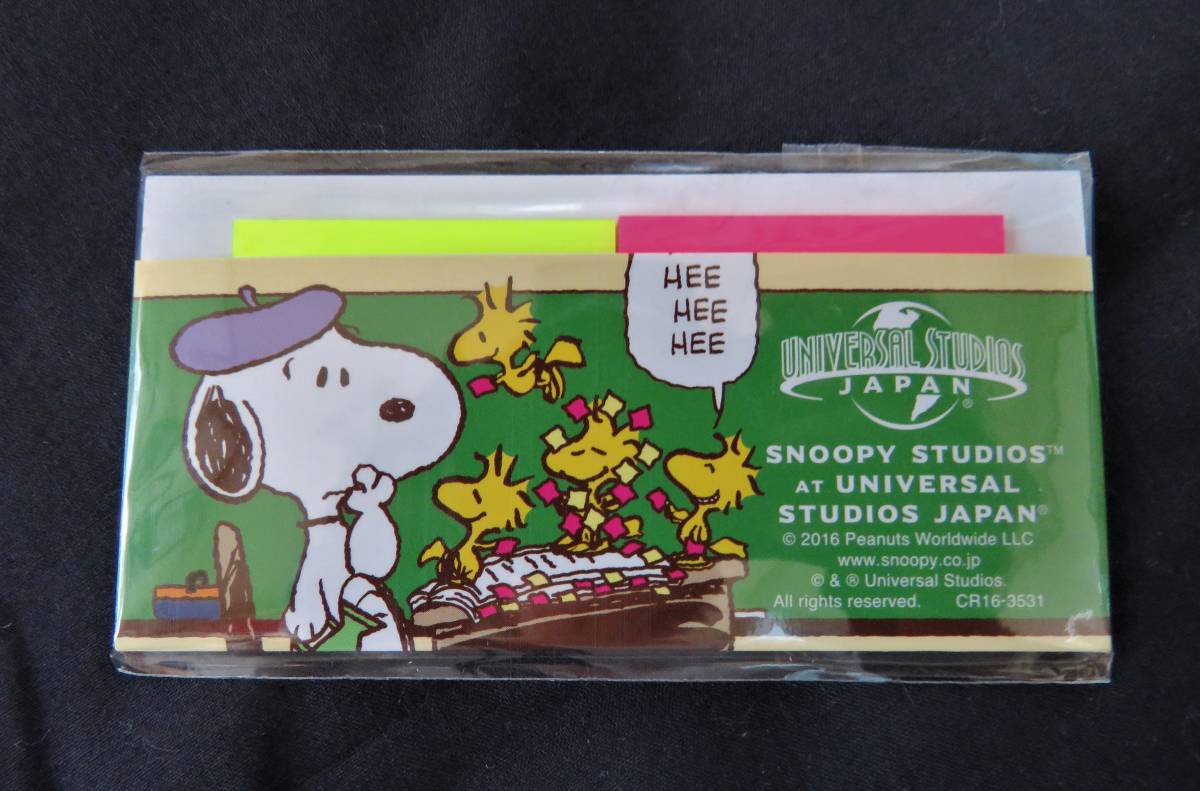 HEE
HEE
HEE
UNIVERSAL STUDIOS
JAPAN®
SNOOPY STUDIOS™
AT UNIVERSAL
STUDIOS JAPAN®
© 2016 Peanuts Worldwide LLC
www.snoopy.co.jp
© & ® Universal Studios.
All rights reserved. CR16-3531